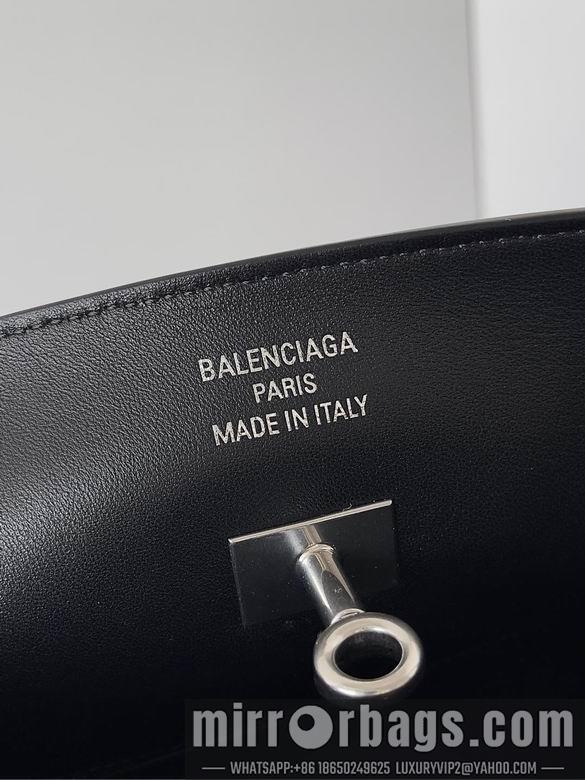 BALENCIAGA
PARIS
MADE IN ITALY
mirrorbags.com
WHATSAPP:+86 18650249625 LUXURYVIP2@YAHOO.COM